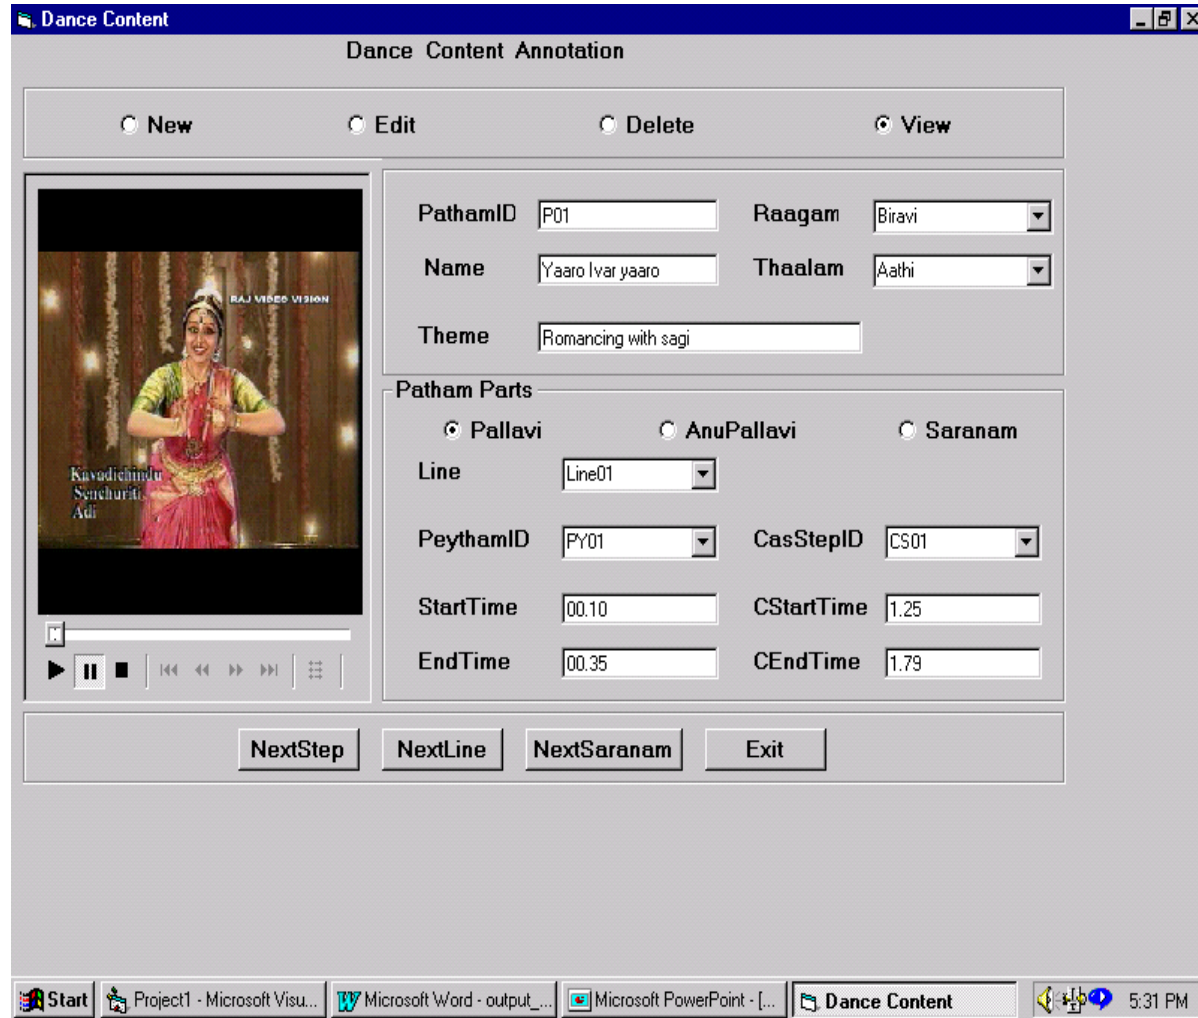 Dance Content
Dance Content Annotation
New Edit Delete View
PathamID P01 Raagam Biravi
Name Yaaro Ivar yaaro Thaalam Aathi
Theme Romancing with sagi
RAJ VIDEO VISION
Kavadichindu
Senchuriti
Adi
Patham Parts
Pallavi AnuPallavi Saranam
Line Line01
PeythamID PY01 CasStepID CS01
StartTime 00.10 CStartTime 1.25
EndTime 00.35 CEndTime 1.79
NextStep NextLine NextSaranam Exit
Start Project1 - Microsoft Visu... Microsoft Word - output_... Microsoft PowerPoint - [... Dance Content 5:31 PM